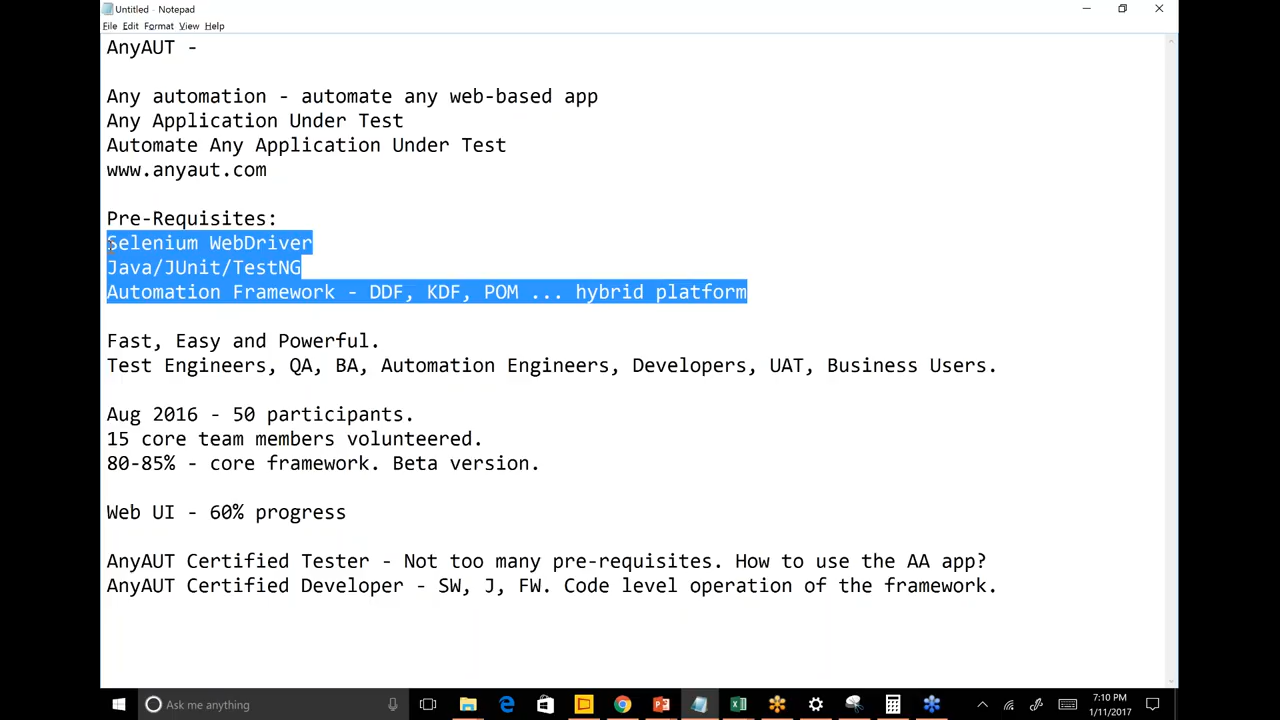 Untitled - Notepad
File Edit Format View Help
AnyAUT -
Any automation - automate any web-based app
Any Application Under Test
Automate Any Application Under Test
www.anyaut.com
Pre-Requisites:
Selenium WebDriver
Java/JUnit/TestNG
Automation Framework - DDF, KDF, POM ... hybrid platform
Fast, Easy and Powerful.
Test Engineers, QA, BA, Automation Engineers, Developers, UAT, Business Users.
Aug 2016 - 50 participants.
15 core team members volunteered.
80-85% - core framework. Beta version.
Web UI - 60% progress
AnyAUT Certified Tester - Not too many pre-requisites. How to use the AA app?
AnyAUT Certified Developer - SW, J, FW. Code level operation of the framework.
Ask me anything
7:10 PM
1/11/2017